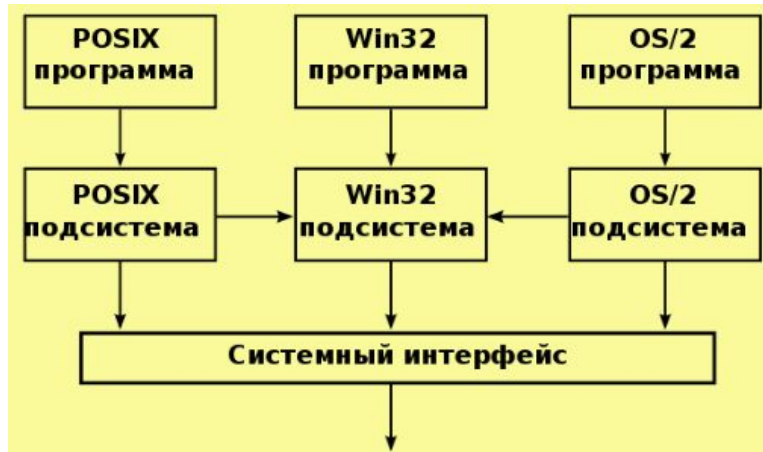 POSIX
программа
Win32
программа
OS/2
программа
POSIX
подсистема
Win32
подсистема
OS/2
подсистема
Системный интерфейс